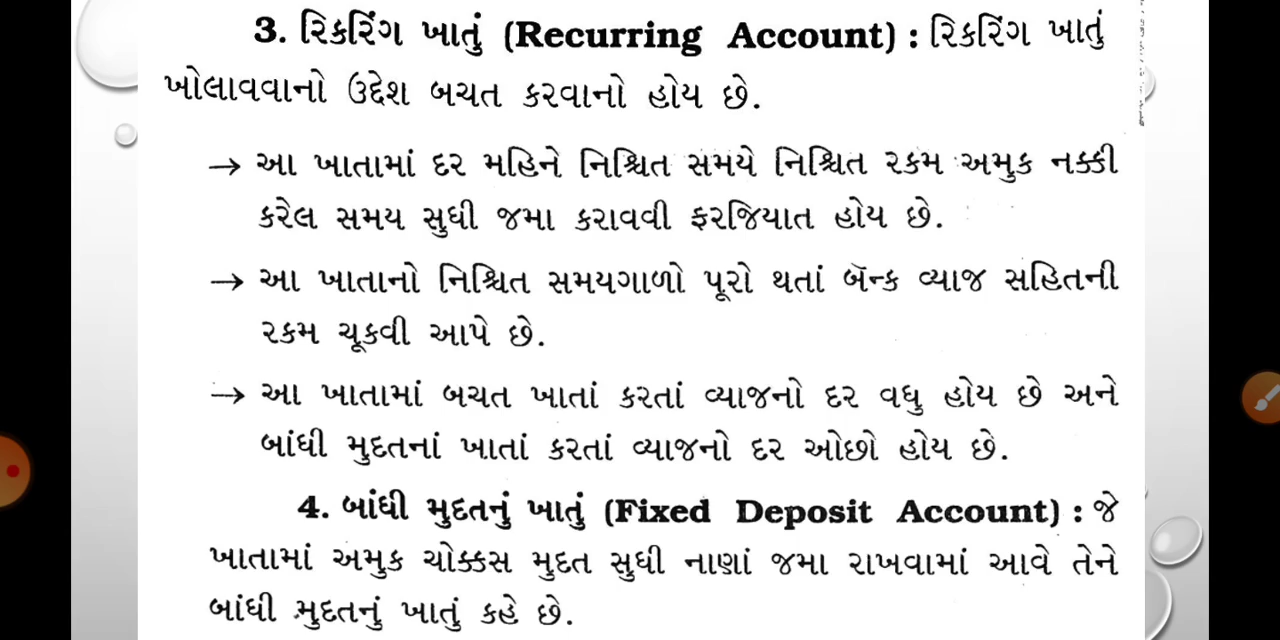 3. રિકરિંગ ખાતું (Recurring Account) : રિકરિંગ ખાતું
ખોલાવવાનો ઉદ્દેશ બચત કરવાનો હોય છે.
→ આ ખાતામાં દર મહિને નિશ્ચિત સમયે નિશ્ચિત રકમ અમુક નક્કી
કરેલ સમય સુધી જમા કરાવવી ફરજિયાત હોય છે.
→ આ ખાતાનો નિશ્ચિત સમયગાળો પૂરો થતાં બૅન્ક વ્યાજ સહિતની
રકમ ચૂકવી આપે છે.
→ આ ખાતામાં બચત ખાતાં કરતાં વ્યાજનો દર વધુ હોય છે અને
બાંધી મુદતનાં ખાતાં કરતાં વ્યાજનો દર ઓછો હોય છે.
4. બાંધી મુદતનું ખાતું (Fixed Deposit Account) : જે
ખાતામાં અમુક ચોક્કસ મુદત સુધી નાણાં જમા રાખવામાં આવે તેને
બાંધી મુદતનું ખાતું કહે છે.